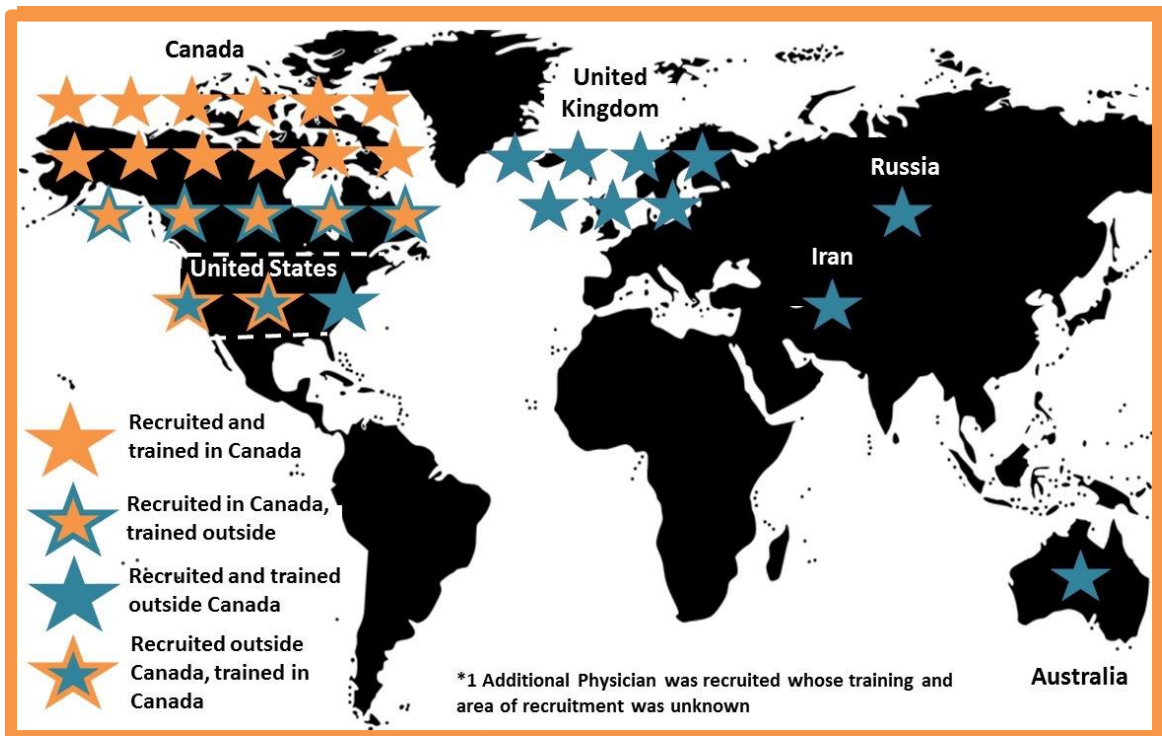 Canada
United
Kingdom
Russia
Iran
United States
Recruited and
trained in Canada
Recruited in Canada,
trained outside
Recruited and trained
outside Canada
Recruited outside
Canada, trained in
Canada
*1 Additional Physician was recruited whose training and
area of recruitment was unknown
Australia